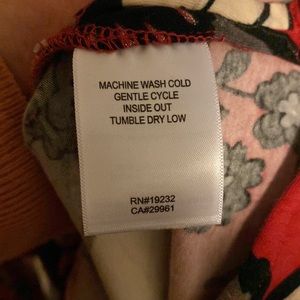 MACHINE WASH COLD
GENTLE CYCLE
INSIDE OUT
TUMBLE DRY LOW
RN#19232
CA#29961